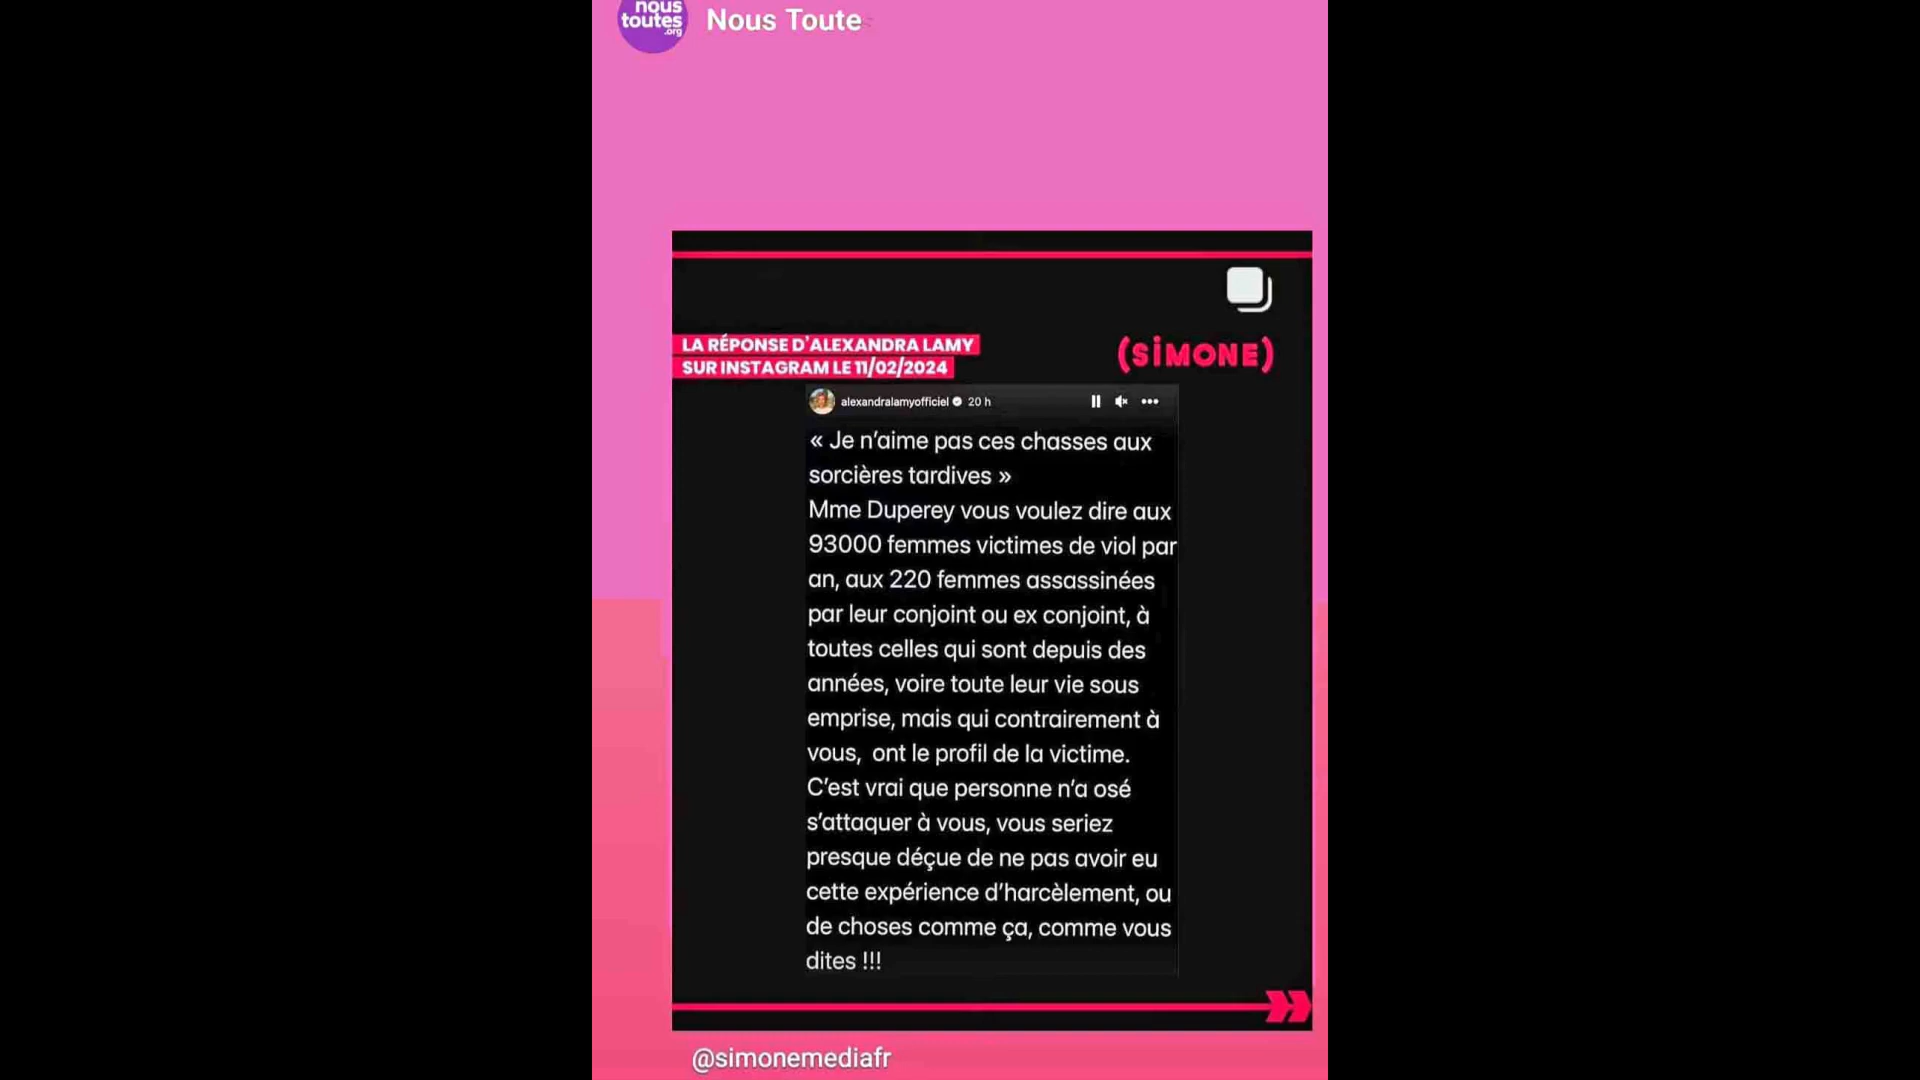 nous
toutes
.org
Nous Toute
LA RÉPONSE D'ALEXANDRA LAMY
SUR INSTAGRAM LE 11/02/2024
(SiMONE)
alexandralamyofficiel 20 h
« Je n'aime pas ces chasses aux
sorcières tardives »
Mme Duperey vous voulez dire aux
93000 femmes victimes de viol par
an, aux 220 femmes assassinées
par leur conjoint ou ex conjoint, à
toutes celles qui sont depuis des
années, voire toute leur vie sous
emprise, mais qui contrairement à
vous, ont le profil de la victime.
C'est vrai que personne n'a osé
s'attaquer à vous, vous seriez
presque déçue de ne pas avoir eu
cette expérience d'harcèlement, ou
de choses comme ça, comme vous
dites !!!
@simonemediafr